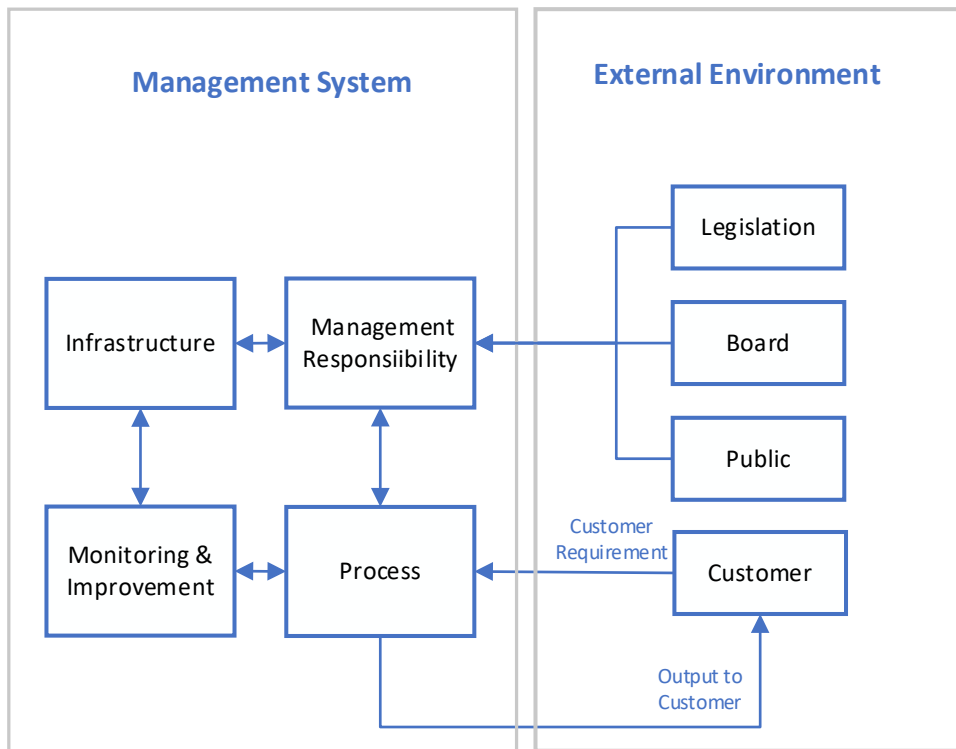 Management System
External Environment
Legislation
Infrastructure
Management
Responsiibility
Board
Public
Monitoring &
Improvement
Process
Customer
Requirement
Customer
Output to
Customer